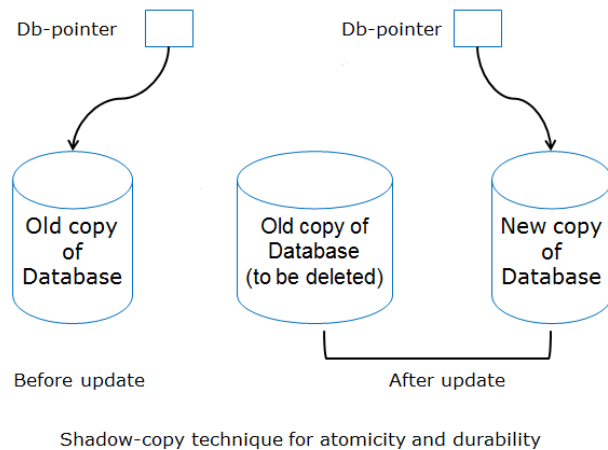 Db-pointer
Db-pointer
Old copy
of
Database
Old copy of
Database
(to be deleted)
New copy
of
Database
Before update
After update
Shadow-copy technique for atomicity and durability